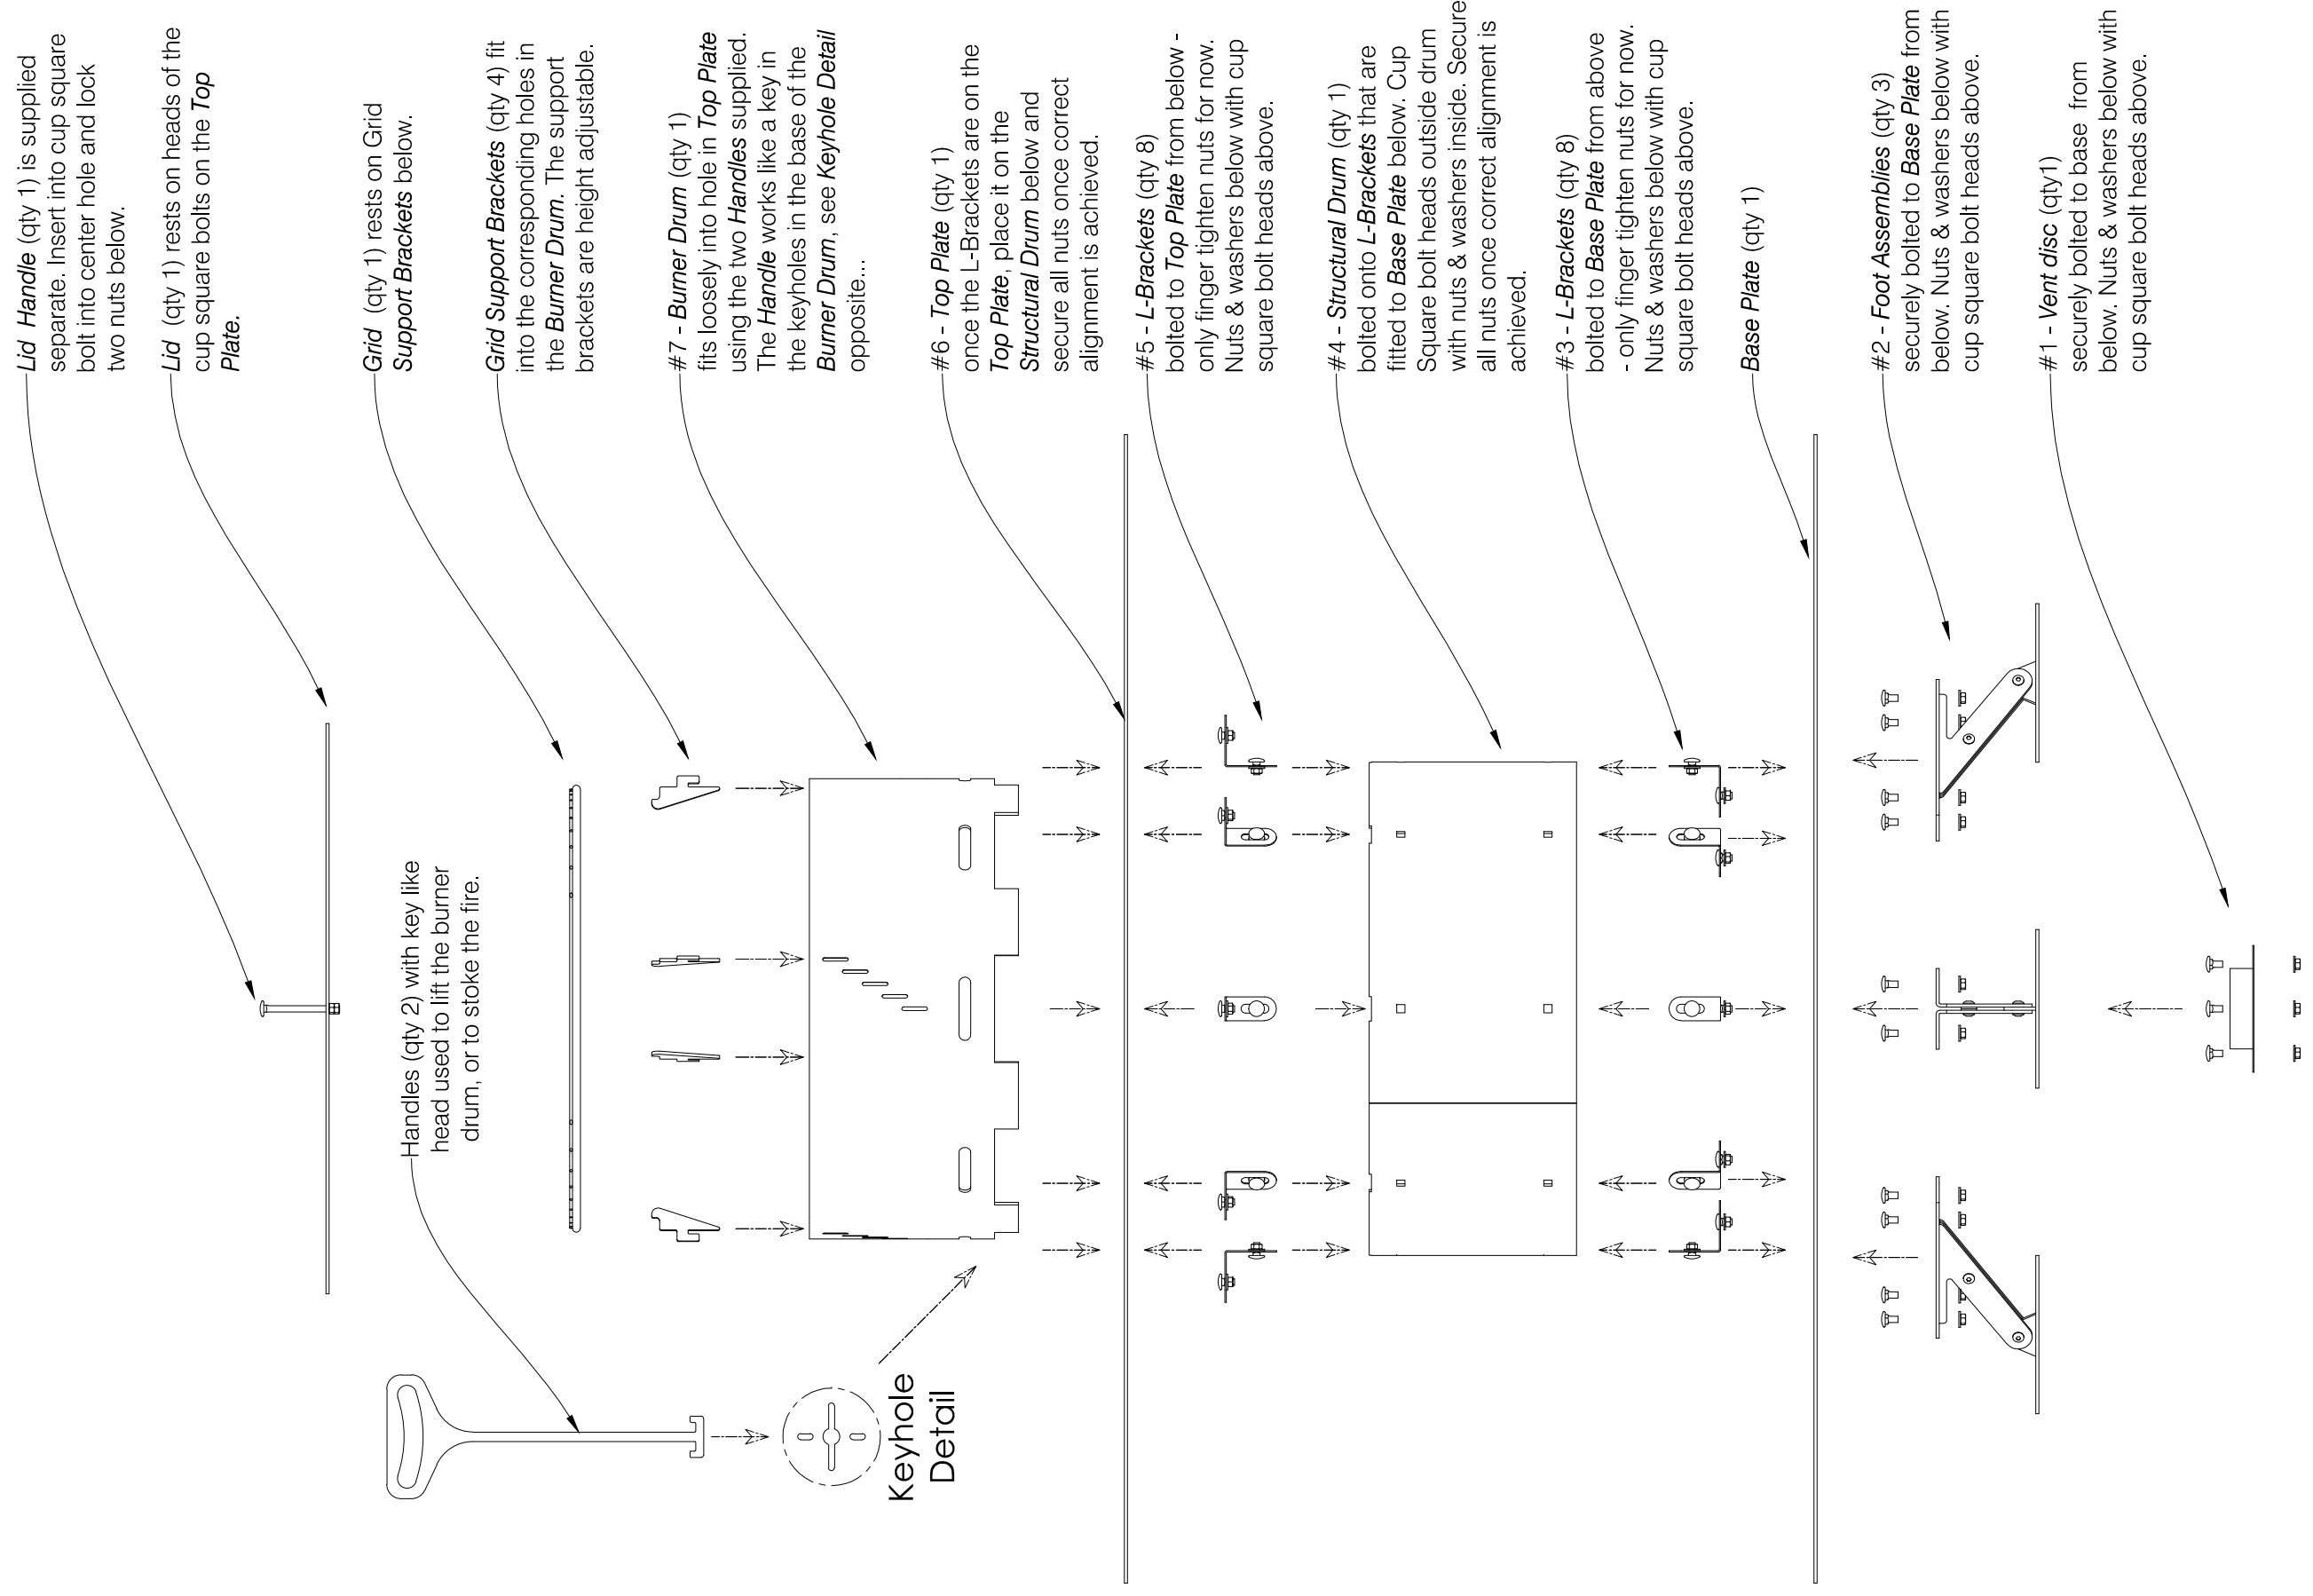 Lid Handle (qty 1) is supplied
separate. Insert into cup square
bolt into center hole and lock
two nuts below.
Lid (qty 1) rests on heads of the
cup square bolts on the Top
Plate.
Grid (qty 1) rests on Grid
Support Brackets below.
Grid Support Brackets (qty 4) fit
into the corresponding holes in
the Burner Drum. The support
brackets are height adjustable.
#7 - Burner Drum (qty 1)
fits loosely into hole in Top Plate
using the two Handles supplied.
The Handle works like a key in
the keyholes in the base of the
Burner Drum, see Keyhole Detail
opposite...
#6 - Top Plate (qty 1)
once the L-Brackets are on the
Top Plate, place it on the
Structural Drum below and
secure all nuts once correct
alignment is achieved.
#5 - L-Brackets (qty 8)
bolted to Top Plate from below -
only finger tighten nuts for now.
Nuts & washers below with cup
square bolt heads above.
#4 - Structural Drum (qty 1)
bolted onto L-Brackets that are
fitted to Base Plate below. Cup
Square bolt heads outside drum
with nuts & washers inside. Secure
all nuts once correct alignment is
achieved.
#3 - L-Brackets (qty 8)
bolted to Base Plate from above
- only finger tighten nuts for now.
Nuts & washers below with cup
square bolt heads above.
Base Plate (qty 1)
#2 - Foot Assemblies (qty 3)
securely bolted to Base Plate from
below. Nuts & washers below with
cup square bolt heads above.
#1 - Vent disc (qty1)
securely bolted to base from
below. Nuts & washers below with
cup square bolt heads above.
Handles (qty 2) with key like
head used to lift the burner
drum, or to stoke the fire.
Keyhole
Detail